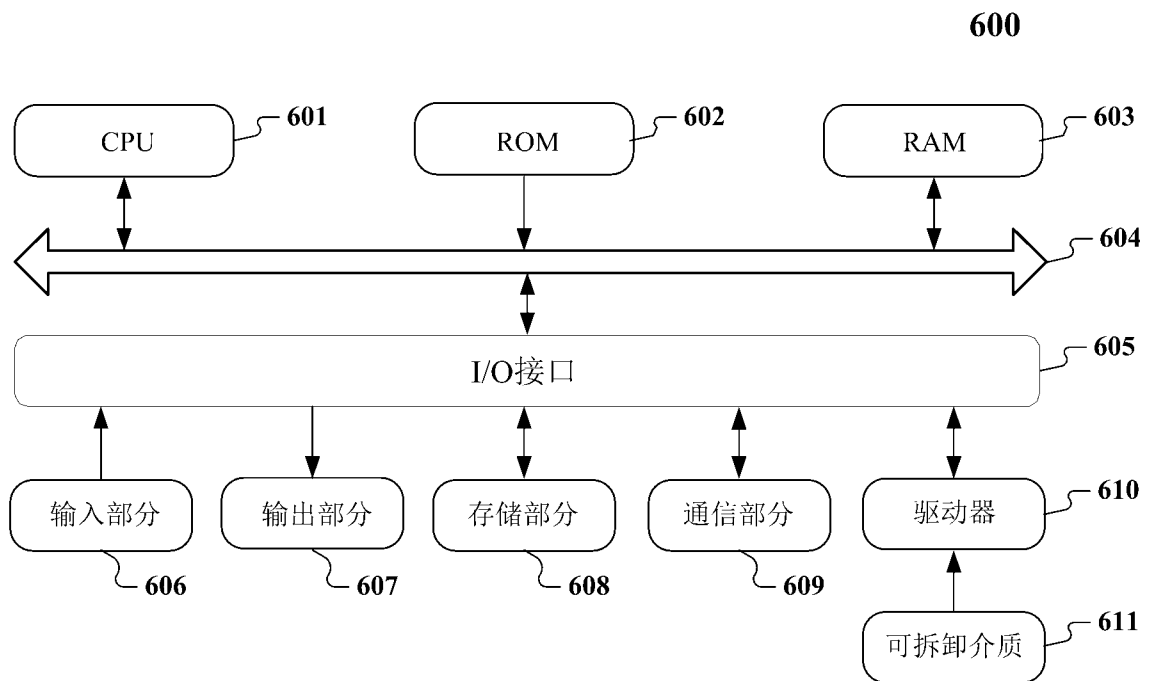 600
CPU
601
ROM
602
RAM
603
604
I/O接口
605
输入部分
输出部分
存储部分
通信部分
驱动器
610
606
607
608
609
可拆卸介质
611